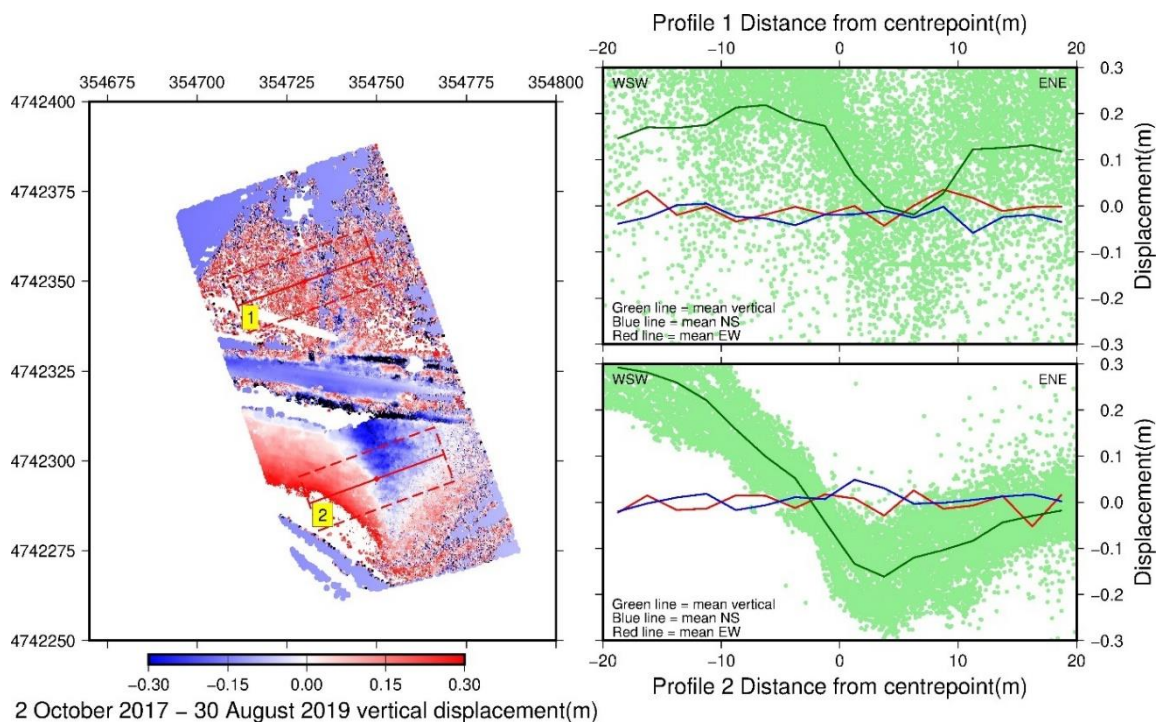 354675 354700 354725 354750 354775 354800
4742400
4742375
4742350
4742325
4742300
4742275
4742250
1
2
−0.30 −0.15 0.00 0.15 0.30
2 October 2017 − 30 August 2019 vertical displacement(m)
Profile 1 Distance from centrepoint(m)
−20 −10 0 10 20
WSW ENE
0.3
0.2
0.1
0.0
−0.1
−0.2
−0.3
Displacement(m)
Green line = mean vertical
Blue line = mean NS
Red line = mean EW
WSW ENE
0.3
0.2
0.1
0.0
−0.1
−0.2
−0.3
Displacement(m)
Green line = mean vertical
Blue line = mean NS
Red line = mean EW
−20 −10 0 10 20
Profile 2 Distance from centrepoint(m)